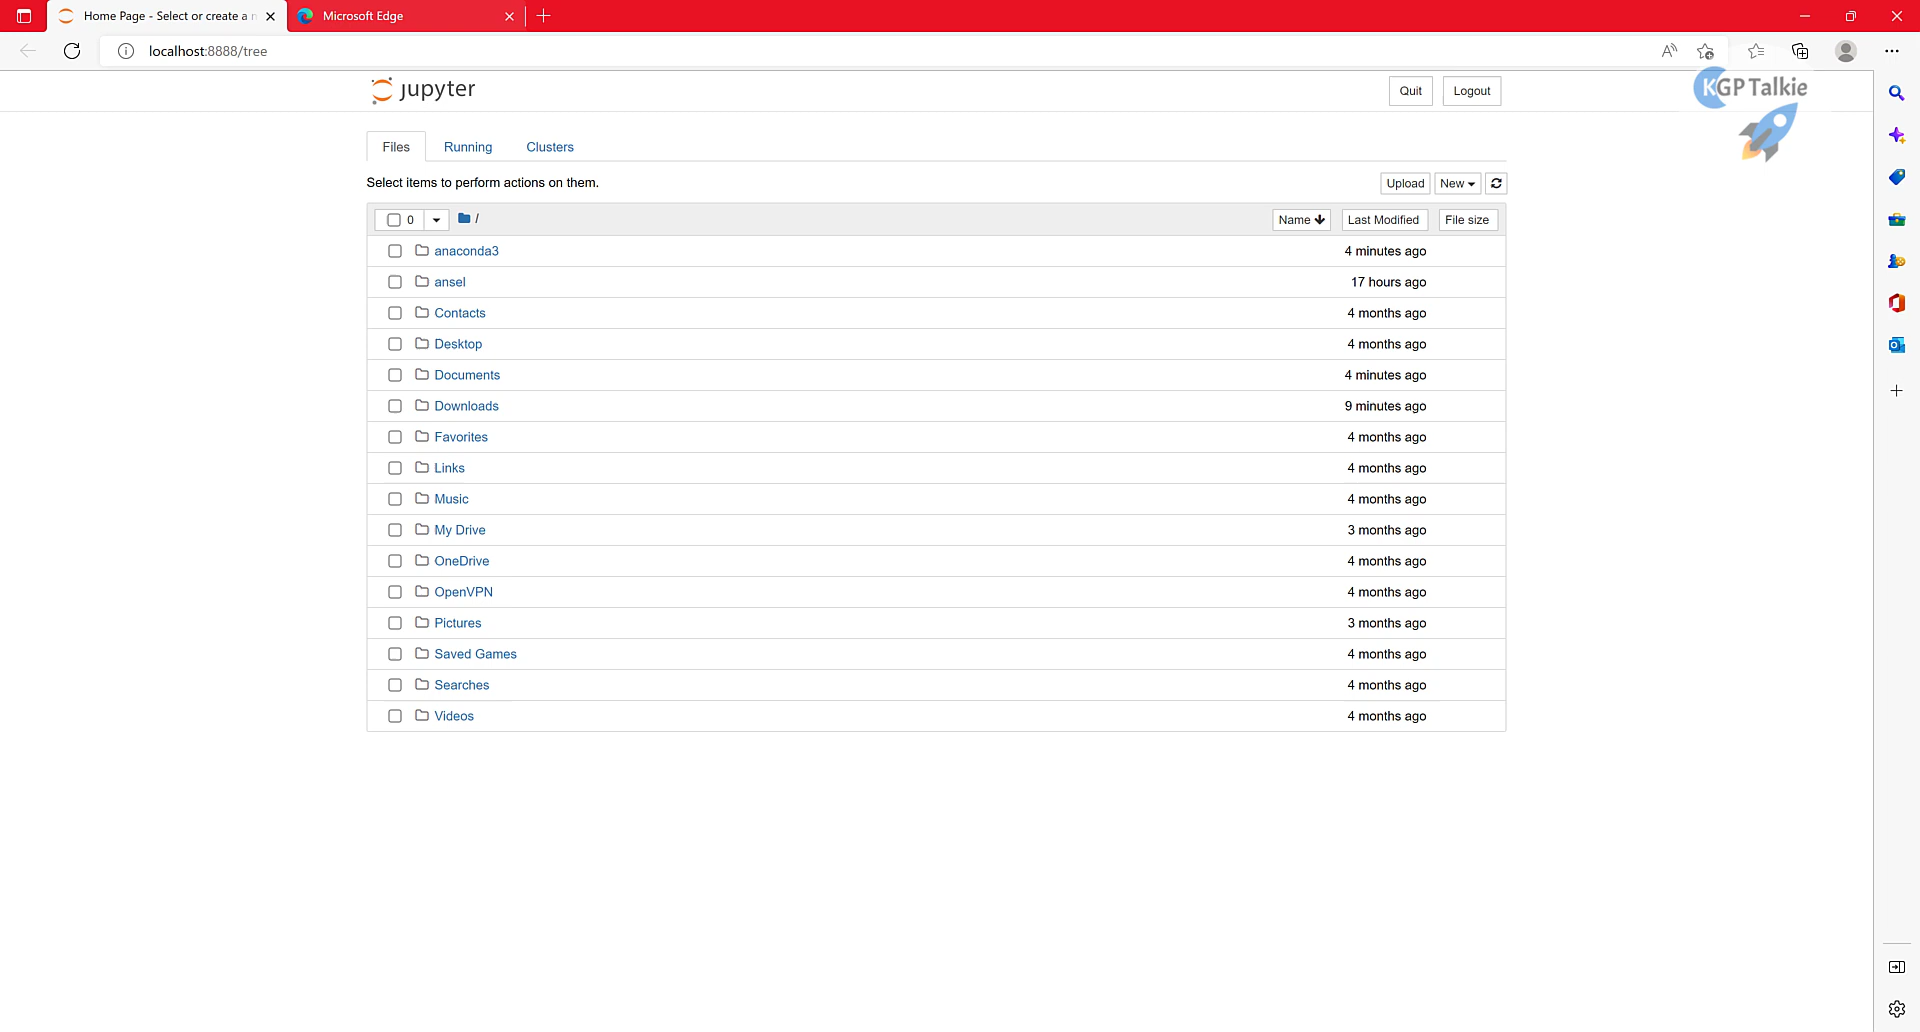 Home Page - Select or create a n
Microsoft Edge
localhost:8888/tree
jupyter
Quit
Logout
KGP Talkie
Files
Running
Clusters
Select items to perform actions on them.
Upload
New
0
/
Name
Last Modified
File size
anaconda3
4 minutes ago
ansel
17 hours ago
Contacts
4 months ago
Desktop
4 months ago
Documents
4 minutes ago
Downloads
9 minutes ago
Favorites
4 months ago
Links
4 months ago
Music
4 months ago
My Drive
3 months ago
OneDrive
4 months ago
OpenVPN
4 months ago
Pictures
3 months ago
Saved Games
4 months ago
Searches
4 months ago
Videos
4 months ago